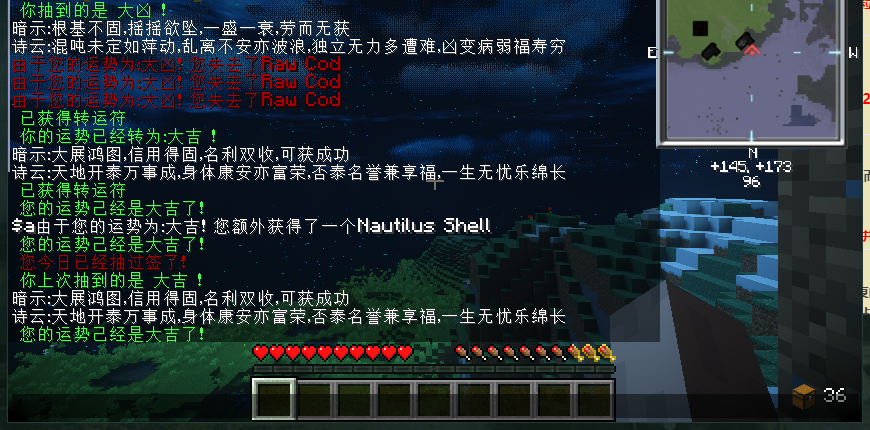 你抽到的是 大凶 !
暗示:根基不固,摇摇欲坠,一盛一衰,劳而无获
诗云:混吨未定如萍动,乱离不安亦波浪,独立无力多遭难,凶变病弱福寿穷
由于您的运势为:大凶! 您失去了Raw Cod
由于您的运势为:大凶! 您失去了Raw Cod
由于您的运势为:大凶! 您失去了Raw Cod
已获得转运符
你的运势已经转为:大吉 !
暗示:大展鸿图,信用得固,名利双收,可获成功
诗云:天地开泰万事成,身体康安亦富荣,否泰名誉兼享福,一生无忧乐绵长
已获得转运符
您的运势已经是大吉了!
$a由于您的运势为:大吉! 您额外获得了一个Nautilus Shell
您的运势已经是大吉了!
您今日已经抽过签了!
你上次抽到的是 大吉 !
暗示:大展鸿图,信用得固,名利双收,可获成功
诗云:天地开泰万事成,身体康安亦富荣,否泰名誉兼享福,一生无忧乐绵长
您的运势已经是大吉了!
E
W
N
+145, +173
96
36